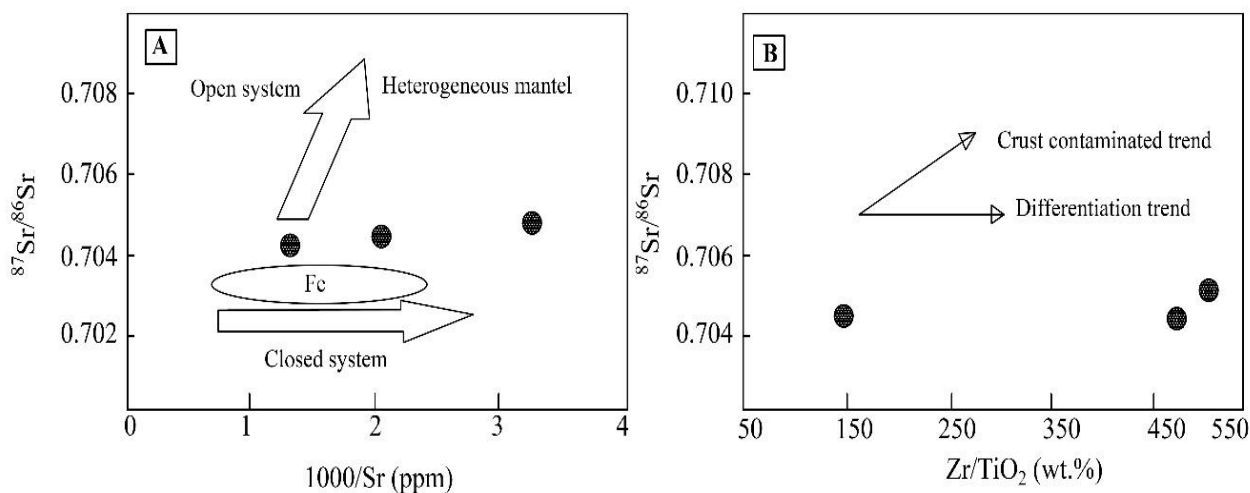 A
Open system
Heterogeneous mantel
Fe
Closed system
0.708
0.706
0.704
0.702
⁸⁷Sr/⁸⁶Sr
0 1 2 3 4
1000/Sr (ppm)
B
Crust contaminated trend
Differentiation trend
0.710
0.708
0.706
0.704
⁸⁷Sr/⁸⁶Sr
50 150 250 350 450 550
Zr/TiO₂ (wt.%)